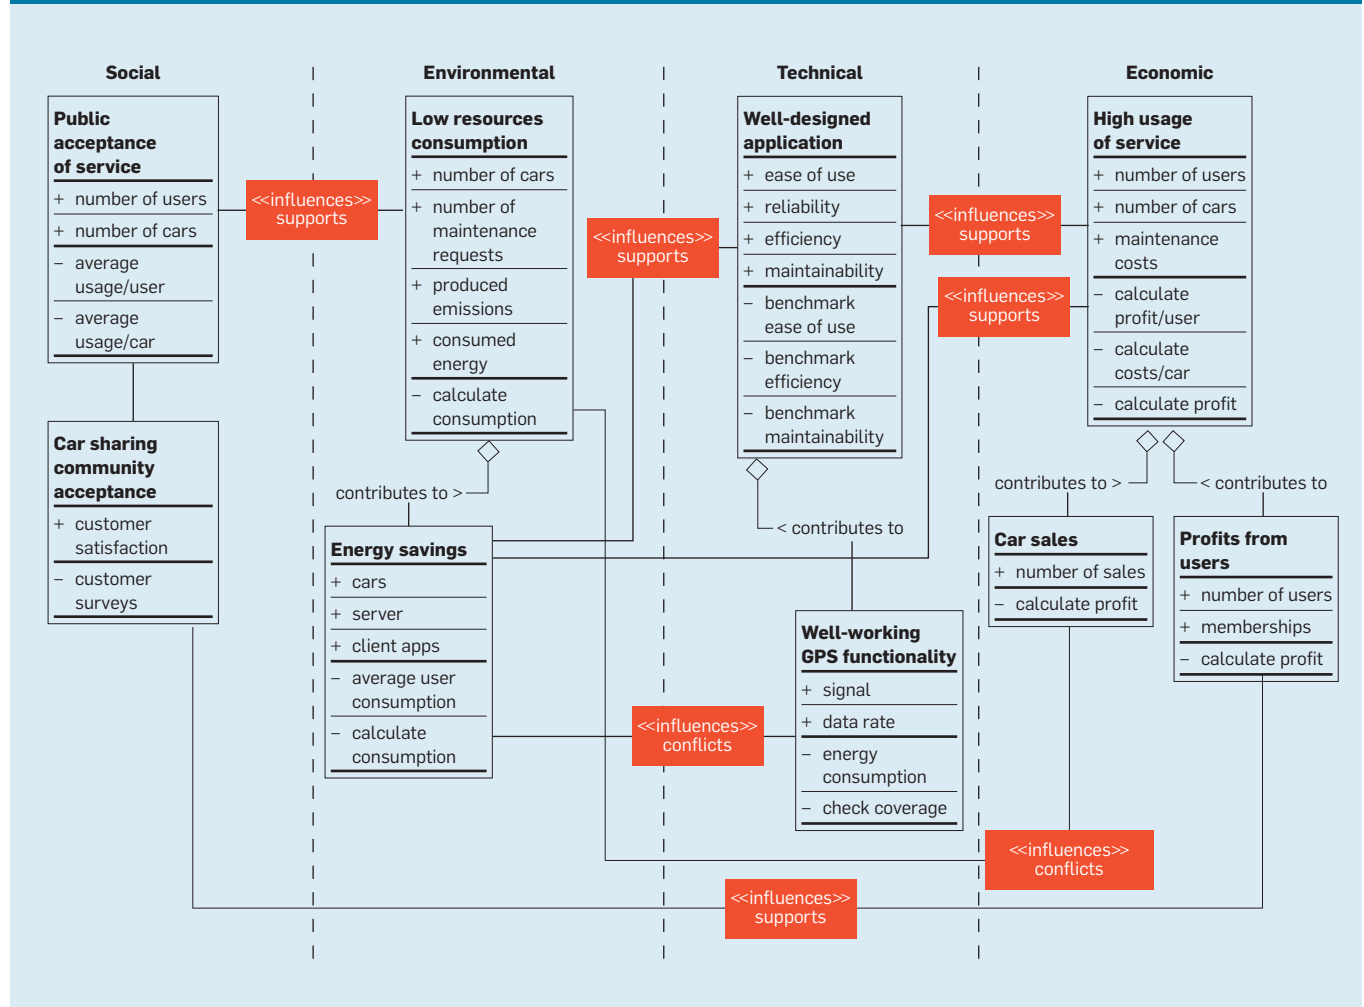 Social
Environmental
Technical
Economic
Public
acceptance
of service
+ number of users
+ number of cars
– average
usage/user
– average
usage/car
Car sharing
community
acceptance
+ customer
satisfaction
– customer
surveys
<<influences>>
supports
Low resources
consumption
+ number of cars
+ number of
maintenance
requests
+ produced
emissions
+ consumed
energy
– calculate
consumption
contributes to >
Energy savings
+ cars
+ server
+ client apps
– average user
consumption
– calculate
consumption
<<influences>>
supports
<<influences>>
conflicts
Well-designed
application
+ ease of use
+ reliability
+ efficiency
+ maintainability
– benchmark
ease of use
– benchmark
efficiency
– benchmark
maintainability
< contributes to
Well-working
GPS functionality
+ signal
+ data rate
– energy
consumption
– check coverage
<<influences>>
supports
<<influences>>
supports
High usage
of service
+ number of users
+ number of cars
+ maintenance
costs
– calculate
profit/user
– calculate
costs/car
– calculate profit
contributes to >
< contributes to
Car sales
+ number of sales
– calculate profit
Profits from
users
+ number of users
+ memberships
– calculate profit
<<influences>>
conflicts
<<influences>>
supports